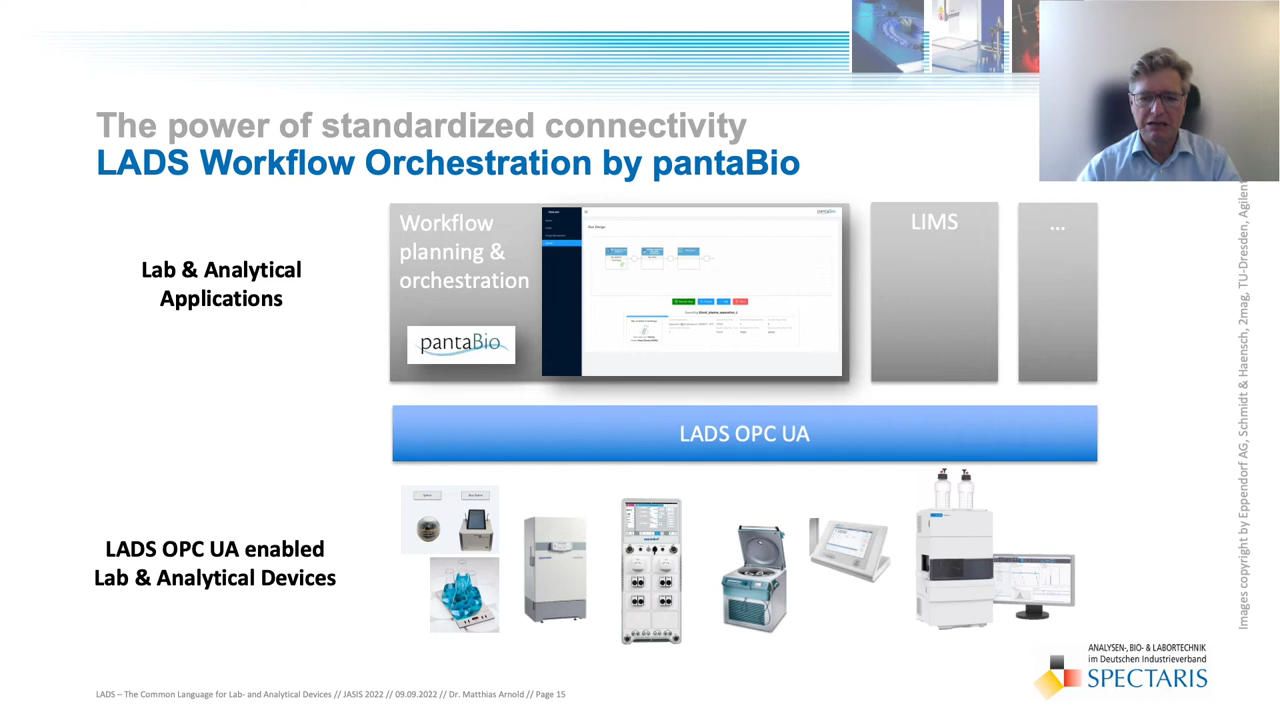 The power of standardized connectivity
LADS Workflow Orchestration by pantaBio
Lab & Analytical
Applications
Workflow
planning &
orchestration
pantaBio
pantaBio
Run Design
LIMS
...
LADS OPC UA
LADS OPC UA enabled
Lab & Analytical Devices
Images copyright by Eppendorf AG, Schmidt & Haensch, 2mag, TU-Dresden, Agilent
ANALYSEN-, BIO- & LABORTECHNIK
im Deutschen Industrieverband
SPECTARIS
LADS – The Common Language for Lab- and Analytical Devices // JASIS 2022 // 09.09.2022 // Dr. Matthias Arnold // Page 15